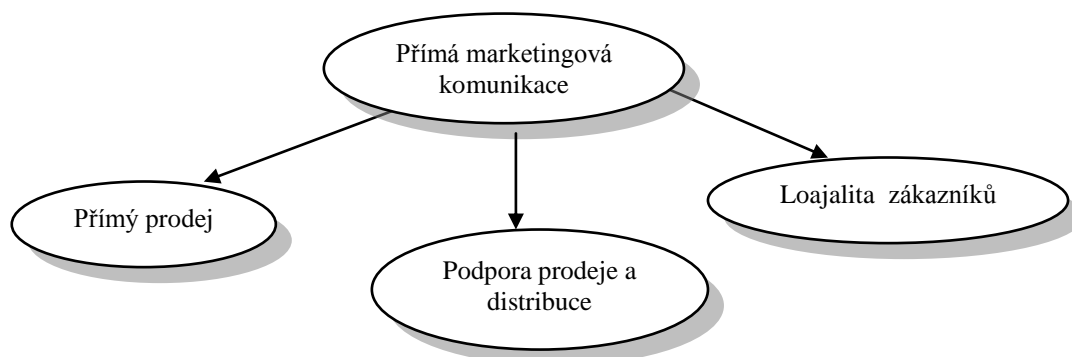 Přímá marketingová
komunikace
Přímý prodej
Podpora prodeje a
distribuce
Loajalita zákazníků